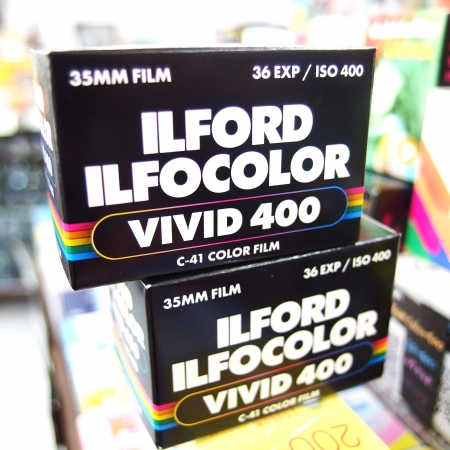 35MM FILM
36 EXP / ISO 400
ILFORD
ILFOCOLOR
VIVID 400
C-41 COLOR FILM
35MM FILM
36 EXP / ISO 400
ILFORD
ILFOCOLOR
VIVID 400
C-41 COLOR FILM
200